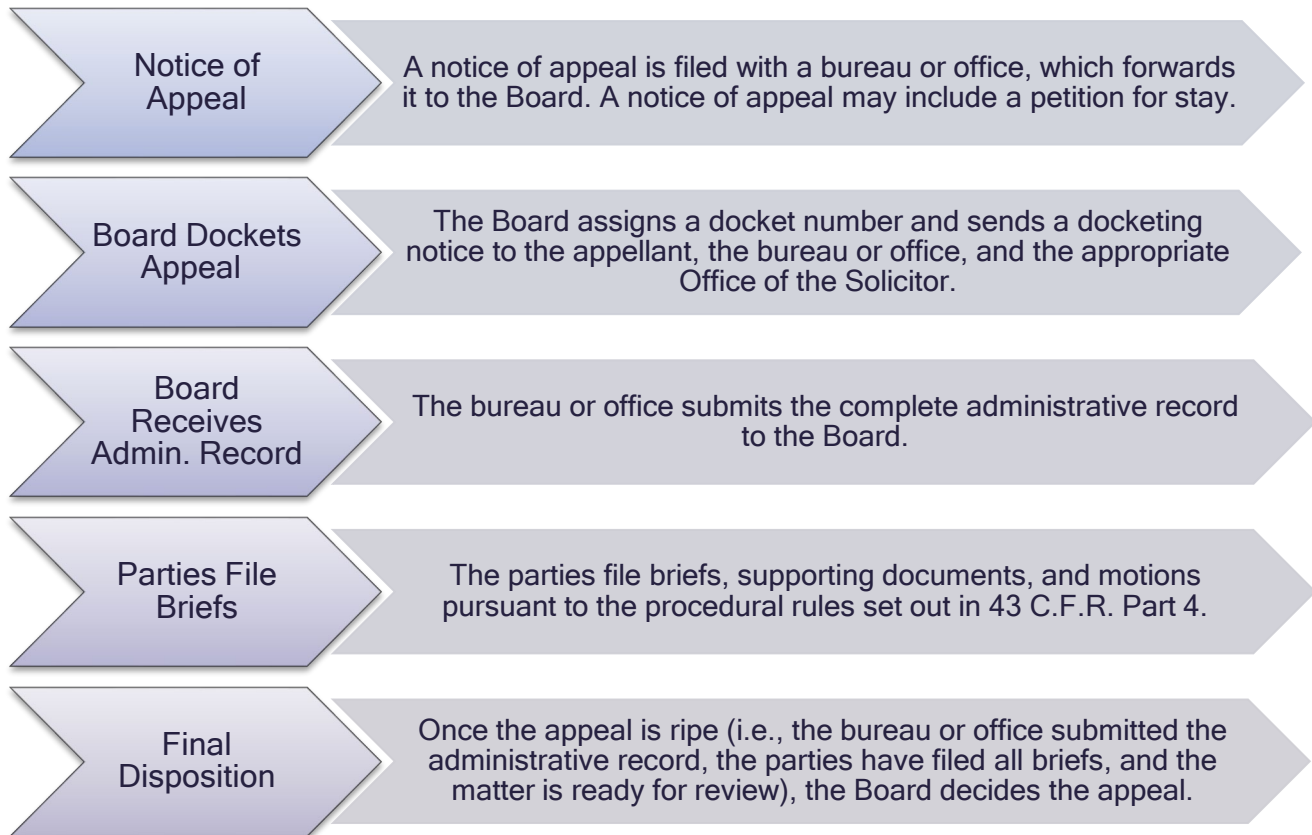 Notice of
Appeal
A notice of appeal is filed with a bureau or office, which forwards
it to the Board. A notice of appeal may include a petition for stay.
Board Dockets
Appeal
The Board assigns a docket number and sends a docketing
notice to the appellant, the bureau or office, and the appropriate
Office of the Solicitor.
Board
Receives
Admin. Record
The bureau or office submits the complete administrative record
to the Board.
Parties File
Briefs
The parties file briefs, supporting documents, and motions
pursuant to the procedural rules set out in 43 C.F.R. Part 4.
Final
Disposition
Once the appeal is ripe (i.e., the bureau or office submitted the
administrative record, the parties have filed all briefs, and the
matter is ready for review), the Board decides the appeal.